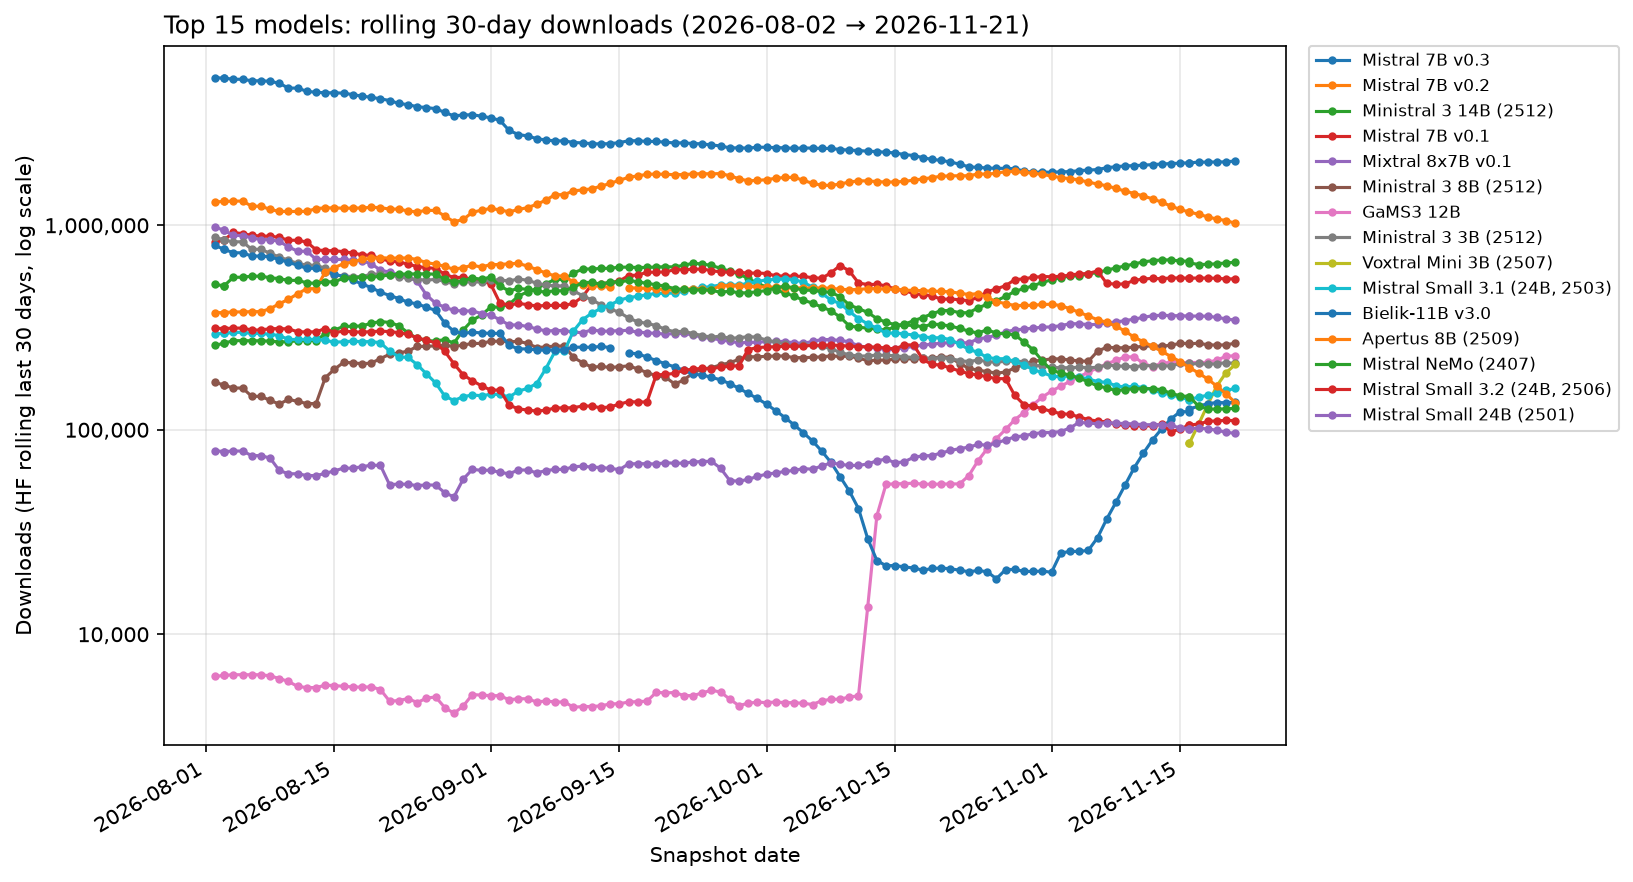 Top 15 models: rolling 30-day downloads (2026-08-02 → 2026-11-21)
Downloads (HF rolling last 30 days, log scale)
1,000,000
100,000
10,000
2026-08-01
2026-08-15
2026-09-01
2026-09-15
2026-10-01
2026-10-15
2026-11-01
2026-11-15
Snapshot date
Mistral 7B v0.3
Mistral 7B v0.2
Ministral 3 14B (2512)
Mistral 7B v0.1
Mixtral 8x7B v0.1
Ministral 3 8B (2512)
GaMS3 12B
Ministral 3 3B (2512)
Voxtral Mini 3B (2507)
Mistral Small 3.1 (24B, 2503)
Bielik-11B v3.0
Apertus 8B (2509)
Mistral NeMo (2407)
Mistral Small 3.2 (24B, 2506)
Mistral Small 24B (2501)